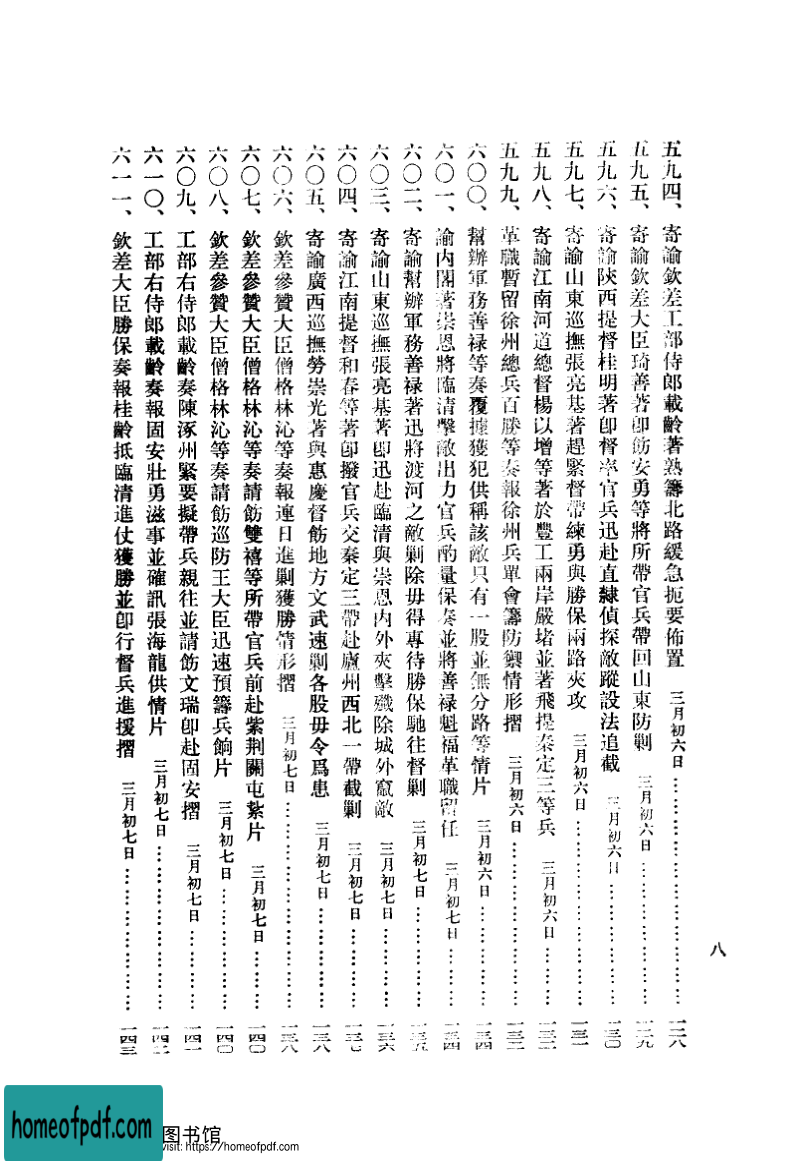 五九四、寄諭欽差工部侍郎載齡著熟籌北路緩急扼要佈置 三月初六日……………………一二八
五九五、寄諭欽差大臣琦善著卽飭安勇等將所帶官兵帶回山東防剿 三月初六日……………………一二九
五九六、寄諭陝西提督桂明著卽督率官兵迅赴直隸偵探敵蹤設法追截 三月初六日……………………一三〇
五九七、寄諭山東巡撫張亮基著趕緊督帶練勇與勝保兩路夾攻 三月初六日……………………一三一
五九八、寄諭江南河道總督楊以增等著於豐工兩岸嚴堵並著飛提秦定三等兵 三月初六日…………一三二
五九九、革職暫留徐州總兵百勝等奏報徐州兵單會籌防禦情形摺 三月初六日……………………一三二
六〇〇、幫辦軍務善祿等奏覆據獲犯供稱該敵只有一股並無分路等情片 三月初六日……………一三四
六〇一、諭內閣著崇恩將臨清擊敵出力官兵酌量保奏並將善祿魁福革職留任 三月初七日…………一三四
六〇二、寄諭幫辦軍務善祿著迅將渡河之敵剿除毋得專待勝保馳往督剿 三月初七日……………一三五
六〇三、寄諭山東巡撫張亮基著卽迅赴臨清與崇恩內外夾擊殲除城外竄敵 三月初七日…………一三六
六〇四、寄諭江南提督和春等著卽撥官兵交秦定三帶赴廬州西北一帶截剿 三月初七日…………一三七
六〇五、寄諭廣西巡撫勞崇光著與惠慶督飭地方文武速剿各股毋令爲患 三月初七日……………一三八
六〇六、欽差參贊大臣僧格林沁等奏報連日進剿獲勝情形摺 三月初七日……………………一三八
六〇七、欽差參贊大臣僧格林沁等奏請飭雙禧等所帶官兵前赴紫荆關屯紮片 三月初七日…………一四〇
六〇八、欽差參贊大臣僧格林沁等奏請飭巡防王大臣迅速預籌兵餉片 三月初七日………………一四〇
六〇九、工部右侍郎載齡奏陳涿州緊要擬帶兵親往並請飭文瑞卽赴固安摺 三月初七日…………一四一
六一〇、工部右侍郎載齡奏報固安壯勇滋事並確訊張海龍供情片 三月初七日……………………一四二
六一一、欽差大臣勝保奏報桂齡抵臨清進仗獲勝並卽行督兵進援摺 三月初七日…………………一四三
八
homeofpdf.com
图书馆
visit: https://homeofpdf.com